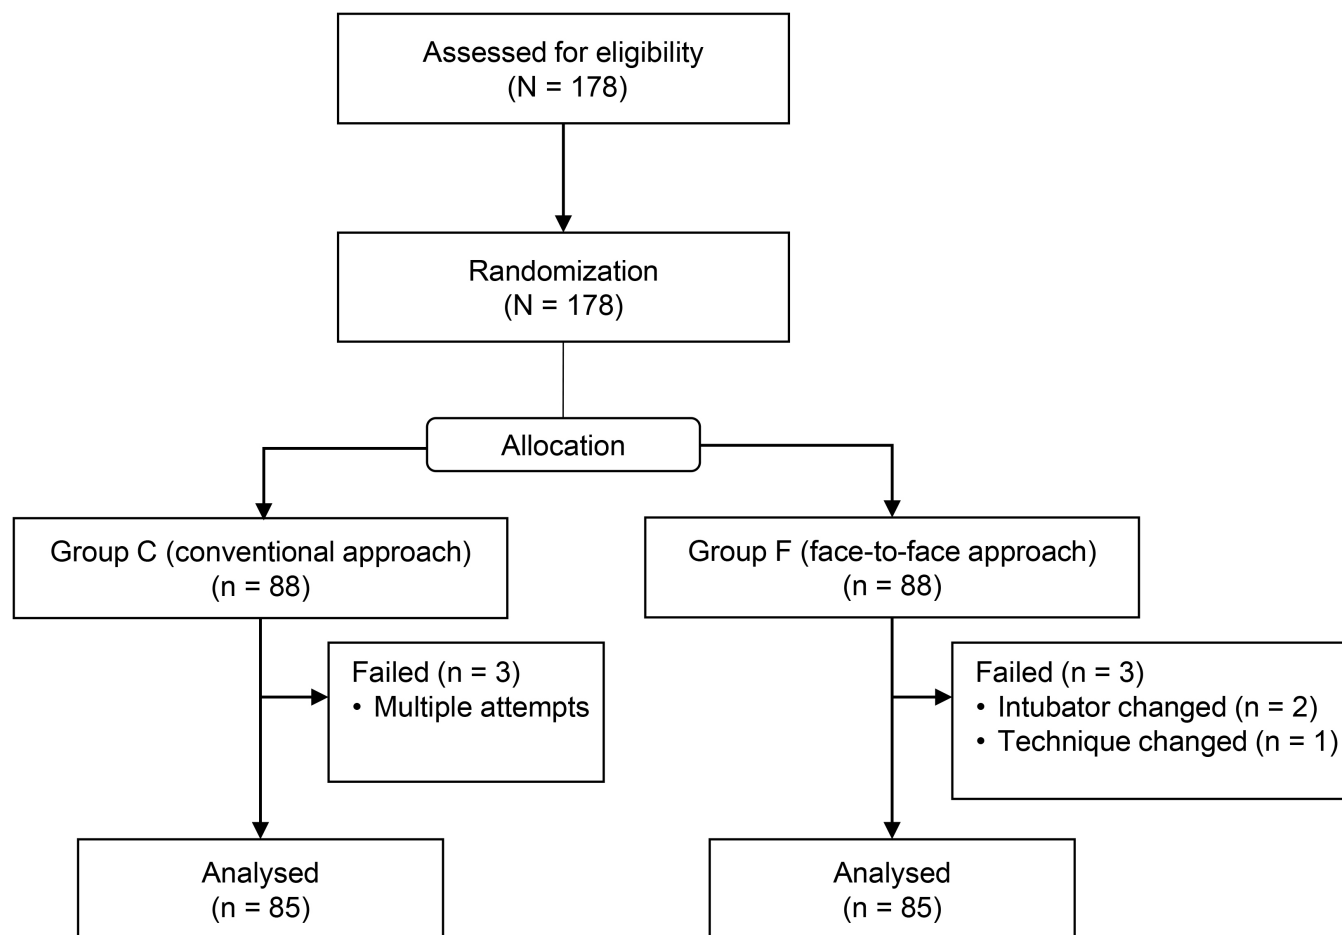 Assessed for eligibility
(N = 178)
Randomization
(N = 178)
Allocation
Group C (conventional approach)
(n = 88)
Group F (face-to-face approach)
(n = 88)
Failed (n = 3)
• Multiple attempts
Failed (n = 3)
• Intubator changed (n = 2)
• Technique changed (n = 1)
Analysed
(n = 85)
Analysed
(n = 85)